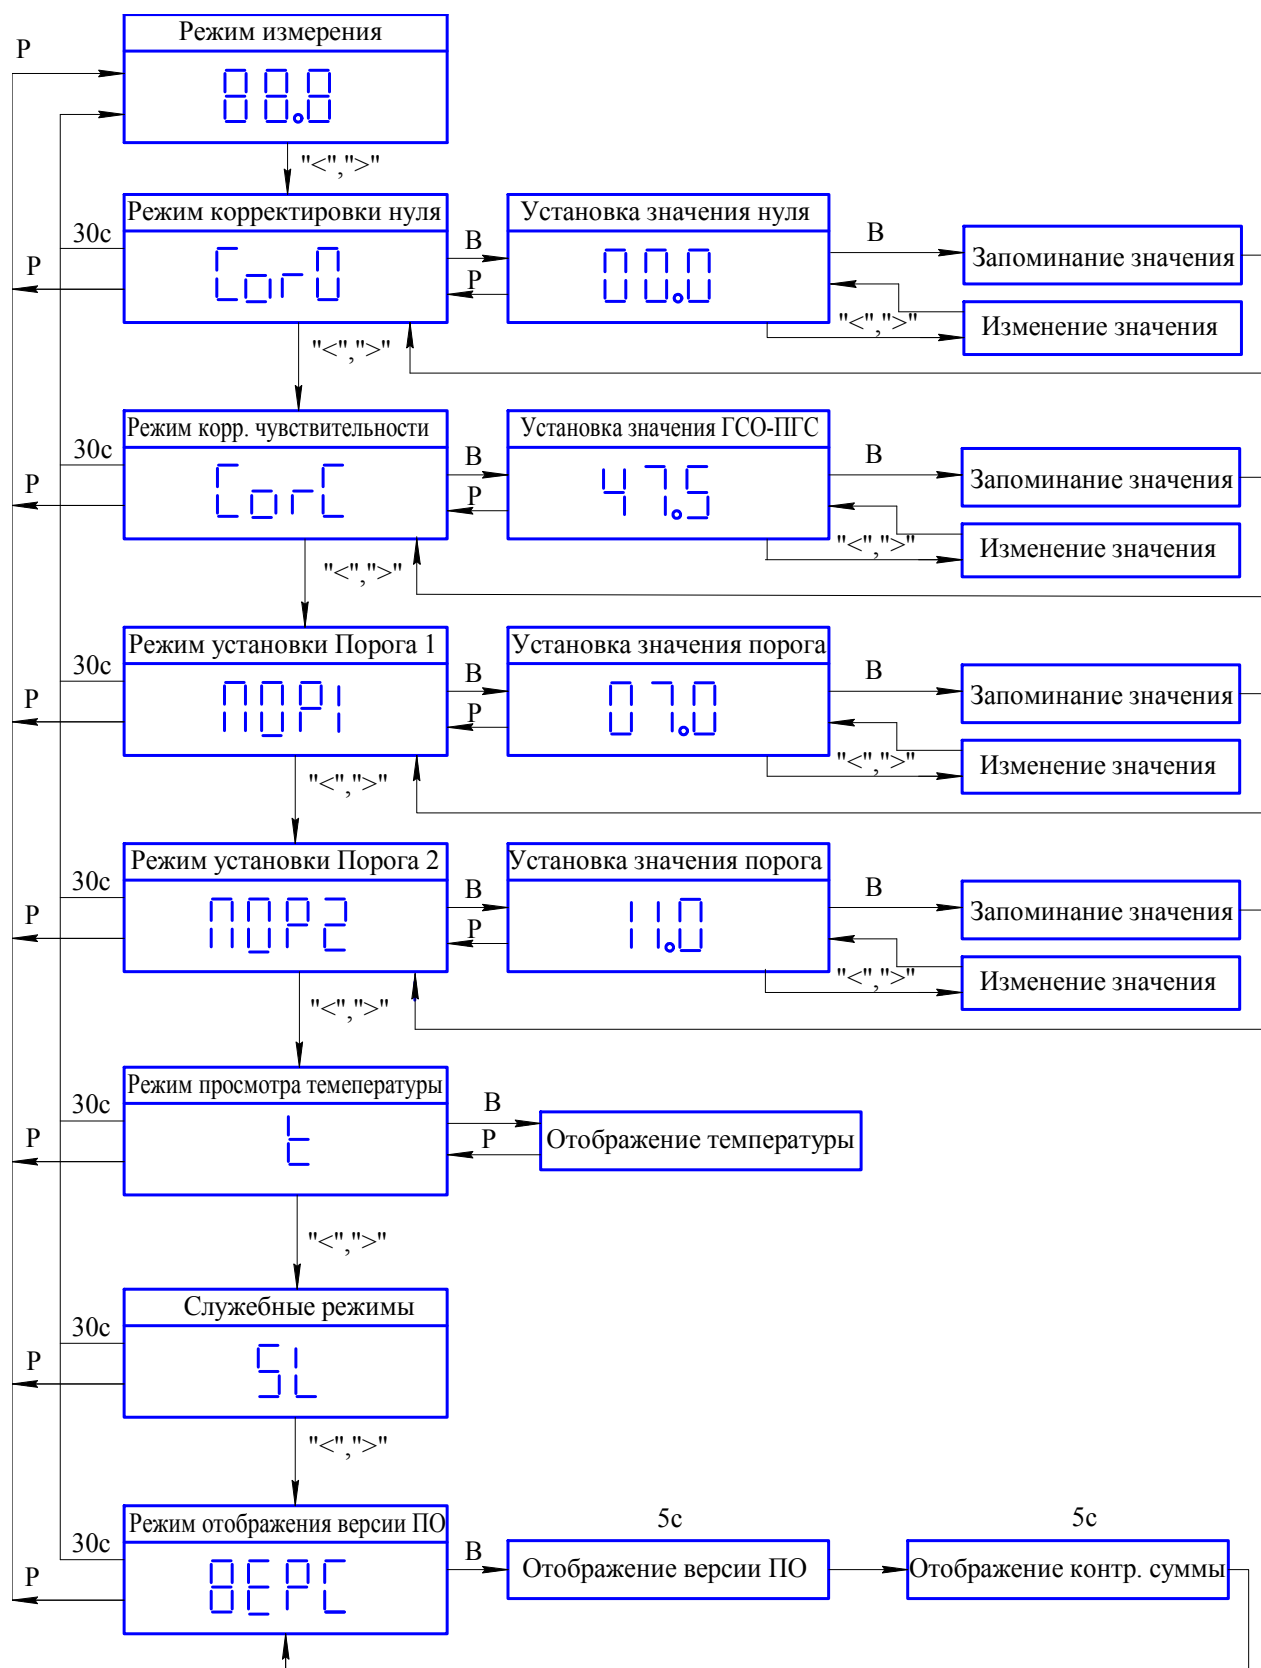 Режим измерения
Р
88.8
"<",">"
Режим корректировки нуля
Установка значения нуля
30с
В
В
Cor0
00.0
Запоминание значения
Р
Р
"<",">"
Изменение значения
"<",">"
Режим корр. чувствительности
Установка значения ГСО-ПГС
30с
В
В
CorC
47.5
Запоминание значения
Р
Р
"<",">"
Изменение значения
"<",">"
Режим установки Порога 1
Установка значения порога
30с
В
В
ПОР1
07.0
Запоминание значения
Р
Р
"<",">"
Изменение значения
"<",">"
Режим установки Порога 2
Установка значения порога
30с
В
В
ПОР2
11.0
Запоминание значения
Р
Р
"<",">"
Изменение значения
"<",">"
Режим просмотра темепературы
30с
В
t
Р
Р
Отображение температуры
"<",">"
Служебные режимы
30с
SL
Р
"<",">"
Режим отображения версии ПО
5с
5с
30с
В
Отображение версии ПО
Отображение контр. суммы
Р
ВЕРС